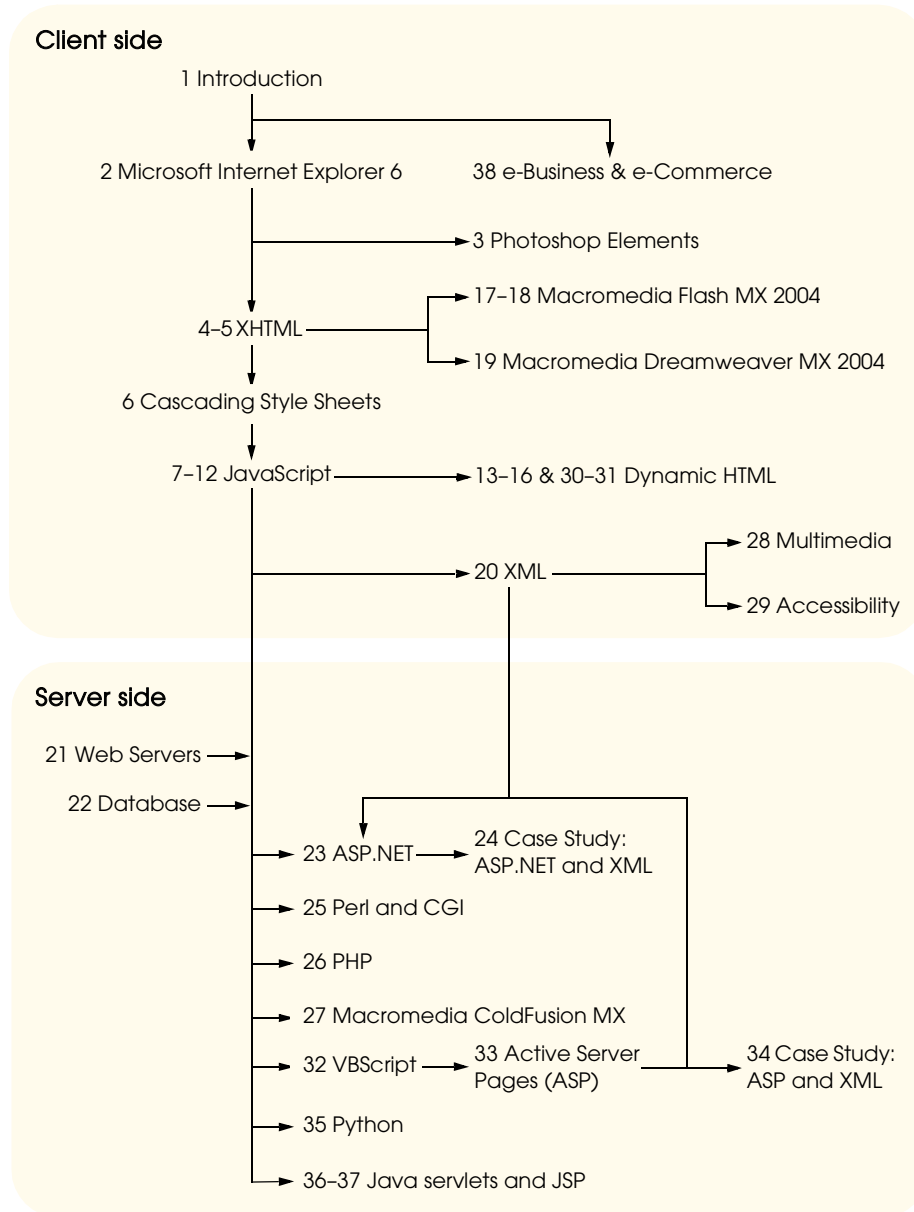 Client side
1 Introduction
2 Microsoft Internet Explorer 6
38 e-Business & e-Commerce
3 Photoshop Elements
17–18 Macromedia Flash MX 2004
4–5 XHTML
19 Macromedia Dreamweaver MX 2004
6 Cascading Style Sheets
7–12 JavaScript
13–16 & 30–31 Dynamic HTML
28 Multimedia
20 XML
29 Accessibility
Server side
21 Web Servers
22 Database
23 ASP.NET
24 Case Study:
ASP.NET and XML
25 Perl and CGI
26 PHP
27 Macromedia ColdFusion MX
32 VBScript
33 Active Server
Pages (ASP)
34 Case Study:
ASP and XML
35 Python
36–37 Java servlets and JSP